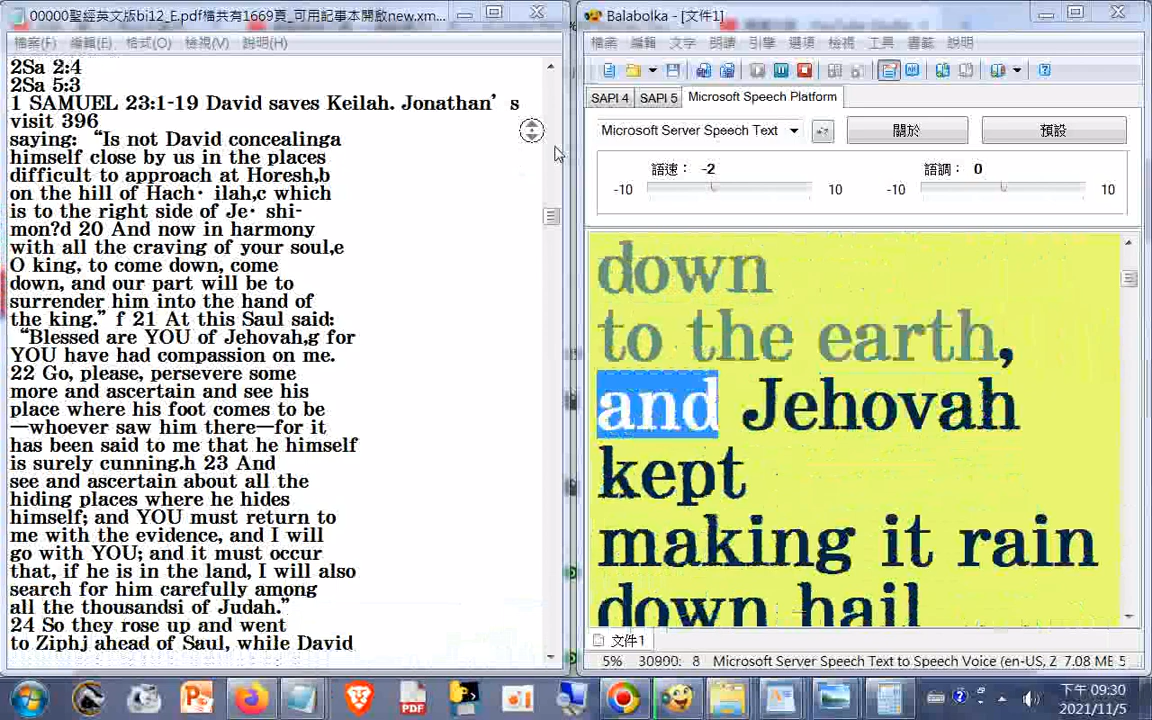 00000聖經英文版bi12_E.pdf檔共有1669頁_可用記事本開啟new.xm...
檔案(F) 編輯(E) 格式(O) 檢視(V) 說明(H)
2Sa 2:4
2Sa 5:3
1 SAMUEL 23:1-19 David saves Keilah. Jonathan’s
visit 396
saying: “Is not David concealinga
himself close by us in the places
difficult to approach at Horesh,b
on the hill of Hach·ilah,c which
is to the right side of Je·shi-
mon?d 20 And now in harmony
with all the craving of your soul,e
O king, to come down, come
down, and our part will be to
surrender him into the hand of
the king.” f 21 At this Saul said:
“Blessed are YOU of Jehovah,g for
YOU have had compassion on me.
22 Go, please, persevere some
more and ascertain and see his
place where his foot comes to be
—whoever saw him there—for it
has been said to me that he himself
is surely cunning.h 23 And
see and ascertain about all the
hiding places where he hides
himself; and YOU must return to
me with the evidence, and I will
go with YOU; and it must occur
that, if he is in the land, I will also
search for him carefully among
all the thousandsi of Judah.”
24 So they rose up and went
to Ziphj ahead of Saul, while David
Balabolka - [文件1]
檔案 編輯 文字 朗讀 引擎 選項 檢視 工具 書籤 說明
SAPI 4 SAPI 5 Microsoft Speech Platform
Microsoft Server Speech Text 關於 預設
語速： -2 語調： 0
-10 10 -10 10
down
to the earth,
and Jehovah
kept
making it rain
down hail
文件1
5% 30900: 8 Microsoft Server Speech Text to Speech Voice (en-US, Z 7.08 MB 5
下午 09:30
2021/11/5